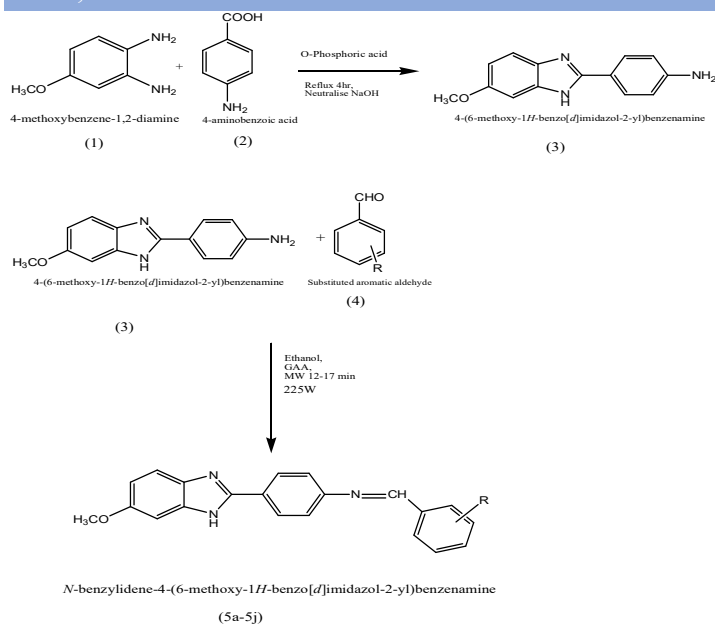 COOH
NH2
NH2
H3CO
+
NH2
O-Phosphoric acid
Reflux 4hr,
Neutralise NaOH
N
N
H
H3CO
NH2
4-methoxybenzene-1,2-diamine
4-aminobenzoic acid
4-(6-methoxy-1H-benzo[d]imidazol-2-yl)benzenamine
(1)
(2)
(3)
CHO
N
N
H
H3CO
NH2
+
R
4-(6-methoxy-1H-benzo[d]imidazol-2-yl)benzenamine
Substituted aromatic aldehyde
(4)
(3)
Ethanol,
GAA,
MW 12-17 min
225W
N
N
H
H3CO
N
CH
R
N-benzylidene-4-(6-methoxy-1H-benzo[d]imidazol-2-yl)benzenamine
(5a-5j)